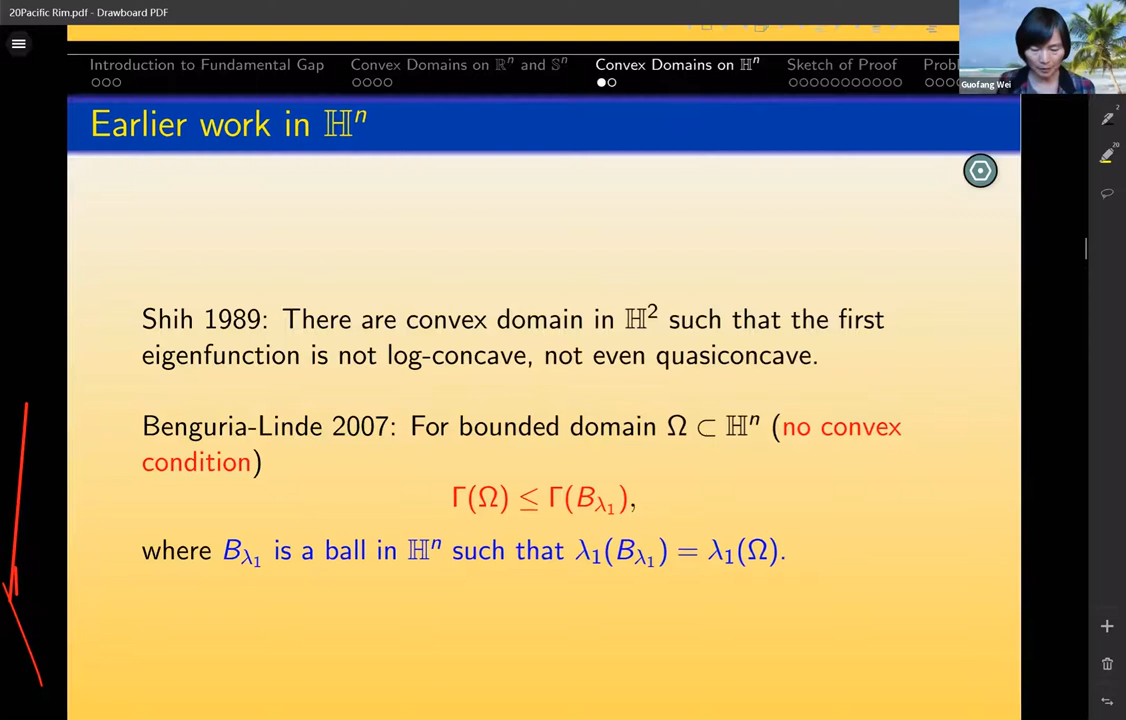 20Pacific Rim.pdf - Drawboard PDF
Introduction to Fundamental Gap
Convex Domains on ℝⁿ and 𝕊ⁿ
Convex Domains on ℍⁿ
Sketch of Proof
Guofang Wei
Earlier work in ℍⁿ
2
20
Shih 1989: There are convex domain in ℍ² such that the first
eigenfunction is not log-concave, not even quasiconcave.
Benguria-Linde 2007: For bounded domain Ω ⊂ ℍⁿ (no convex
condition)
Γ(Ω) ≤ Γ(B_{λ₁}),
where B_{λ₁} is a ball in ℍⁿ such that λ₁(B_{λ₁}) = λ₁(Ω).